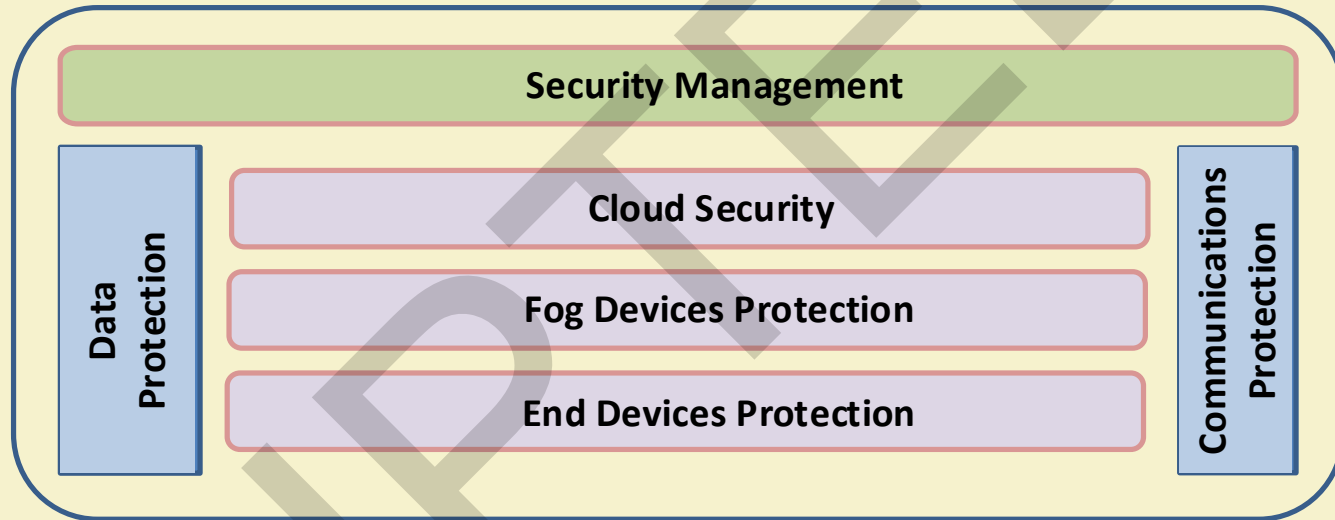 Security Management
Cloud Security
Fog Devices Protection
End Devices Protection
Data
Protection
Communications
Protection